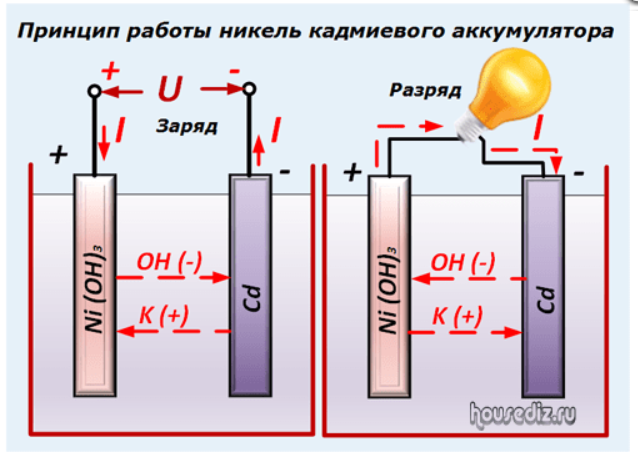 Принцип работы никель кадмиевого аккумулятора
+ U -
Заряд
I I
+ -
Ni (OH)₃
OH (-)
K (+)
Cd
Разряд
I
+ -
Ni (OH)₃
OH (-)
K (+)
Cd
housediz.ru